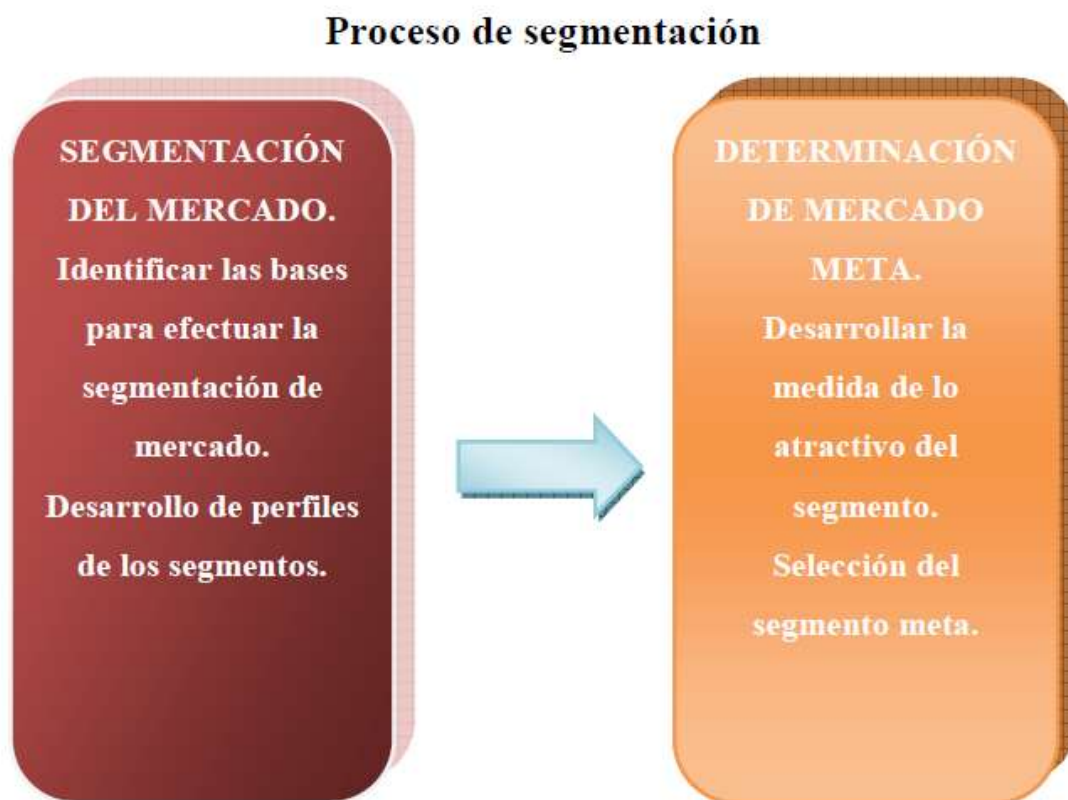 Proceso de segmentación
SEGMENTACIÓN
DEL MERCADO.
Identificar las bases
para efectuar la
segmentación de
mercado.
Desarrollo de perfiles
de los segmentos.
DETERMINACIÓN
DE MERCADO
META.
Desarrollar la
medida de lo
atractivo del
segmento.
Selección del
segmento meta.